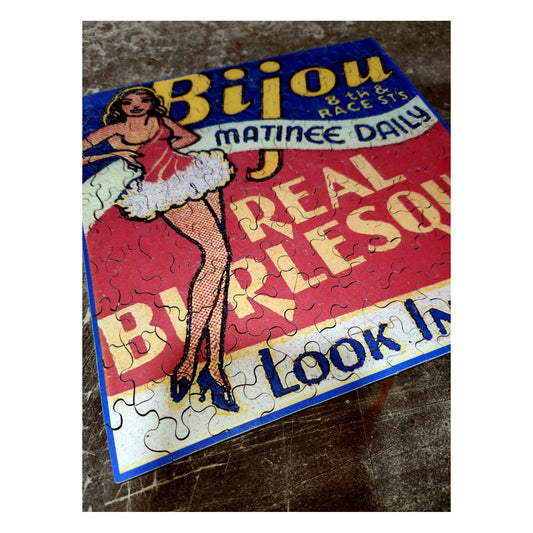 Bijou
8th &
RACE ST'S
MATINEE DAILY
REAL
BURLESQU
LOOK IN